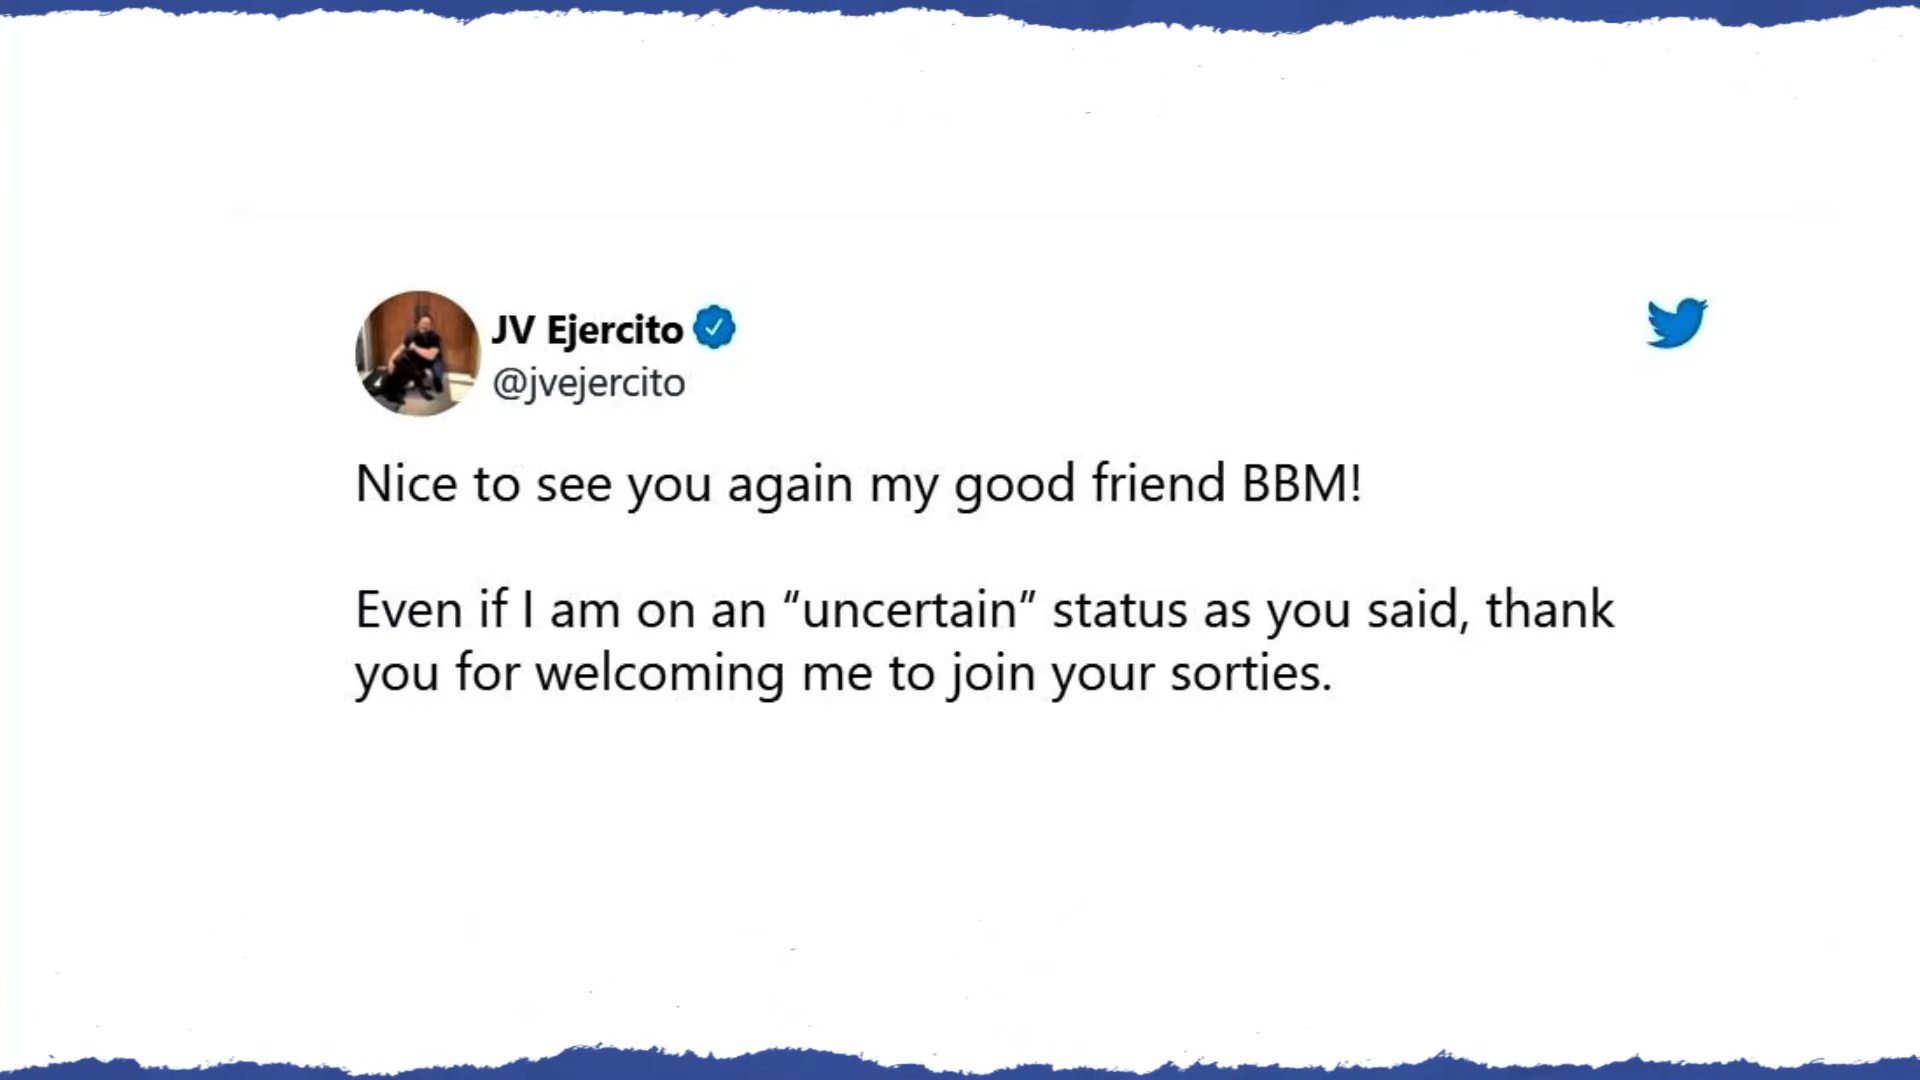 JV Ejercito
@jvejercito
Nice to see you again my good friend BBM!
Even if I am on an “uncertain” status as you said, thank
you for welcoming me to join your sorties.